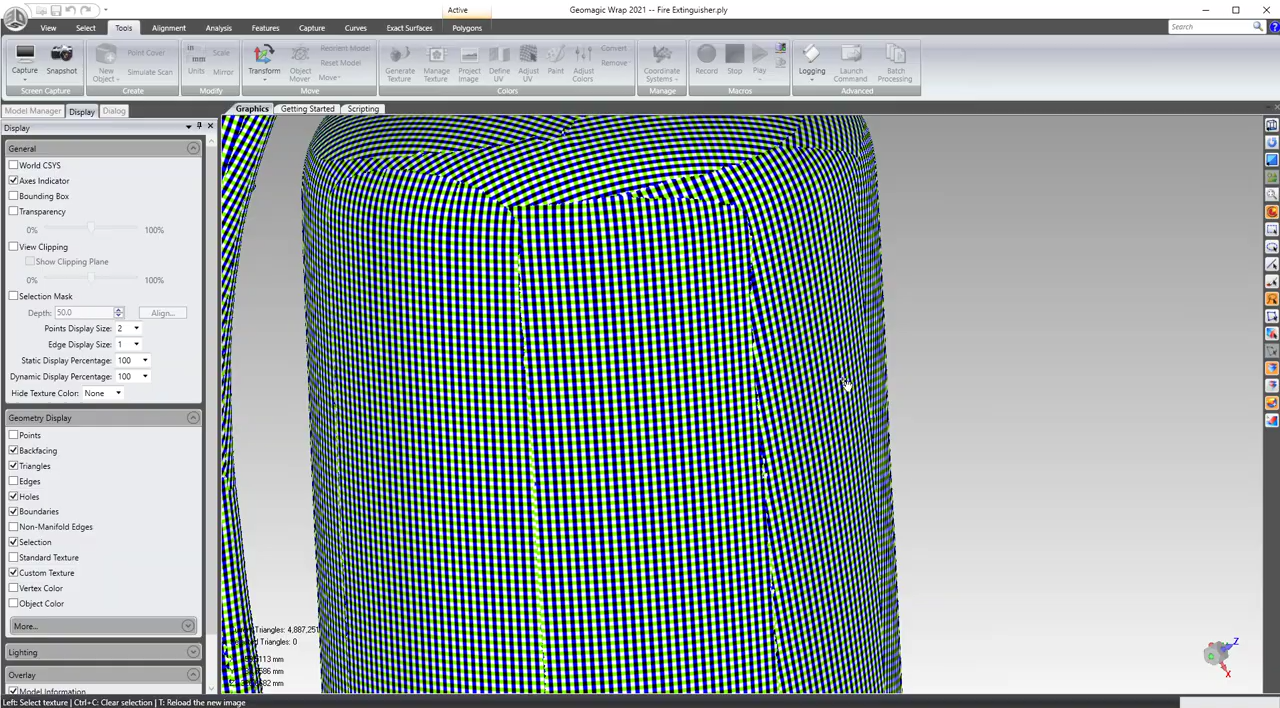 Active
Geomagic Wrap 2021 -- Fire Extinguisher.ply
View Select Tools Alignment Analysis Features Capture Curves Exact Surfaces Polygons
Search
Capture Snapshot
Screen Capture
New Object Point Cover Simulate Scan
Create
in mm Units Scale Mirror
Modify
Transform Object Mover Reorient Model Reset Model Move
Move
Generate Texture Manage Texture Project Image Define UV Adjust UV Paint Adjust Colors Convert Remove
Colors
Coordinate Systems
Manage
Record Stop Play
Macros
Logging Launch Command Batch Processing
Advanced
Model Manager Display Dialog
Graphics Getting Started Scripting
Display
General
World CSYS
Axes Indicator
Bounding Box
Transparency
0% 100%
View Clipping
Show Clipping Plane
0% 100%
Selection Mask
Depth: 50.0 Align...
Points Display Size: 2
Edge Display Size: 1
Static Display Percentage: 100
Dynamic Display Percentage: 100
Hide Texture Color: None
Geometry Display
Points
Backfacing
Triangles
Edges
Holes
Boundaries
Non-Manifold Edges
Selection
Standard Texture
Custom Texture
Vertex Color
Object Color
More...
Lighting
Overlay
Model Information
Triangles: 4,887,251
Triangles: 0
mm
mm
mm
Z
X
Left: Select texture | Ctrl+C: Clear selection | T: Reload the new image